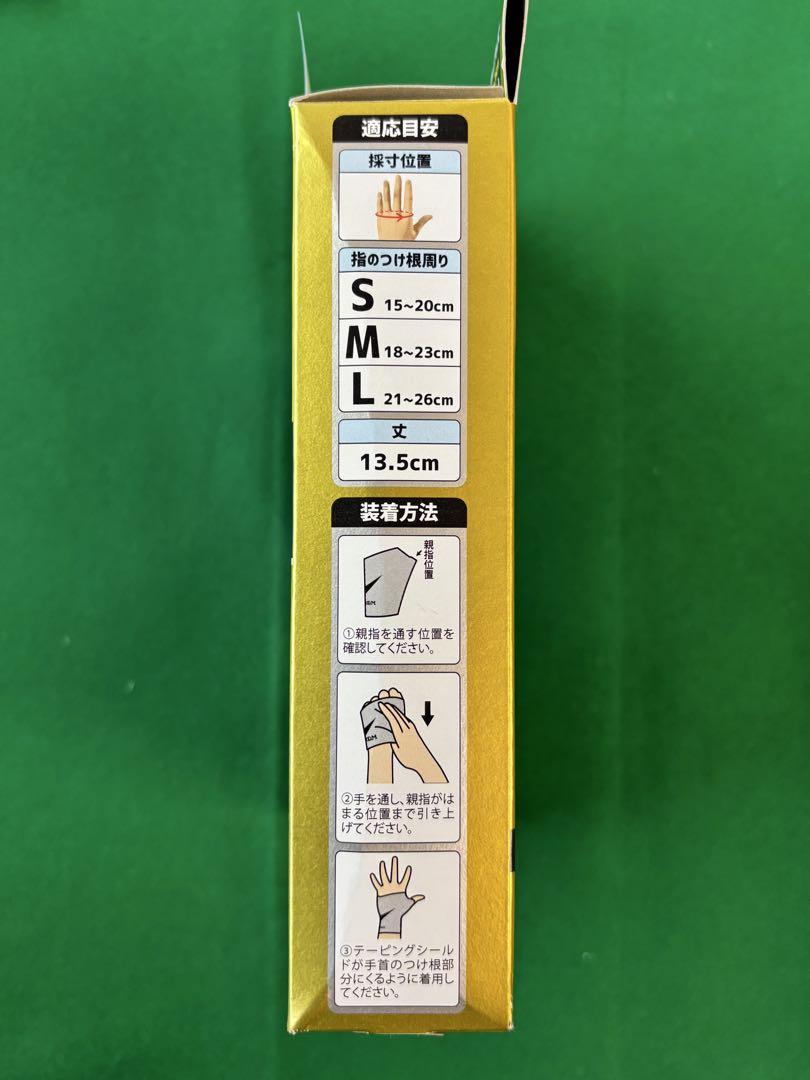 適応目安
採寸位置
指のつけ根周り
S 15~20cm
M 18~23cm
L 21~26cm
丈
13.5cm
装着方法
親指位置
①親指を通す位置を
確認してください。
②手を通し、親指がは
まる位置まで引き上
げてください。
③テーピングシール
ドが手首のつけ根部
分にくるように着用し
てください。